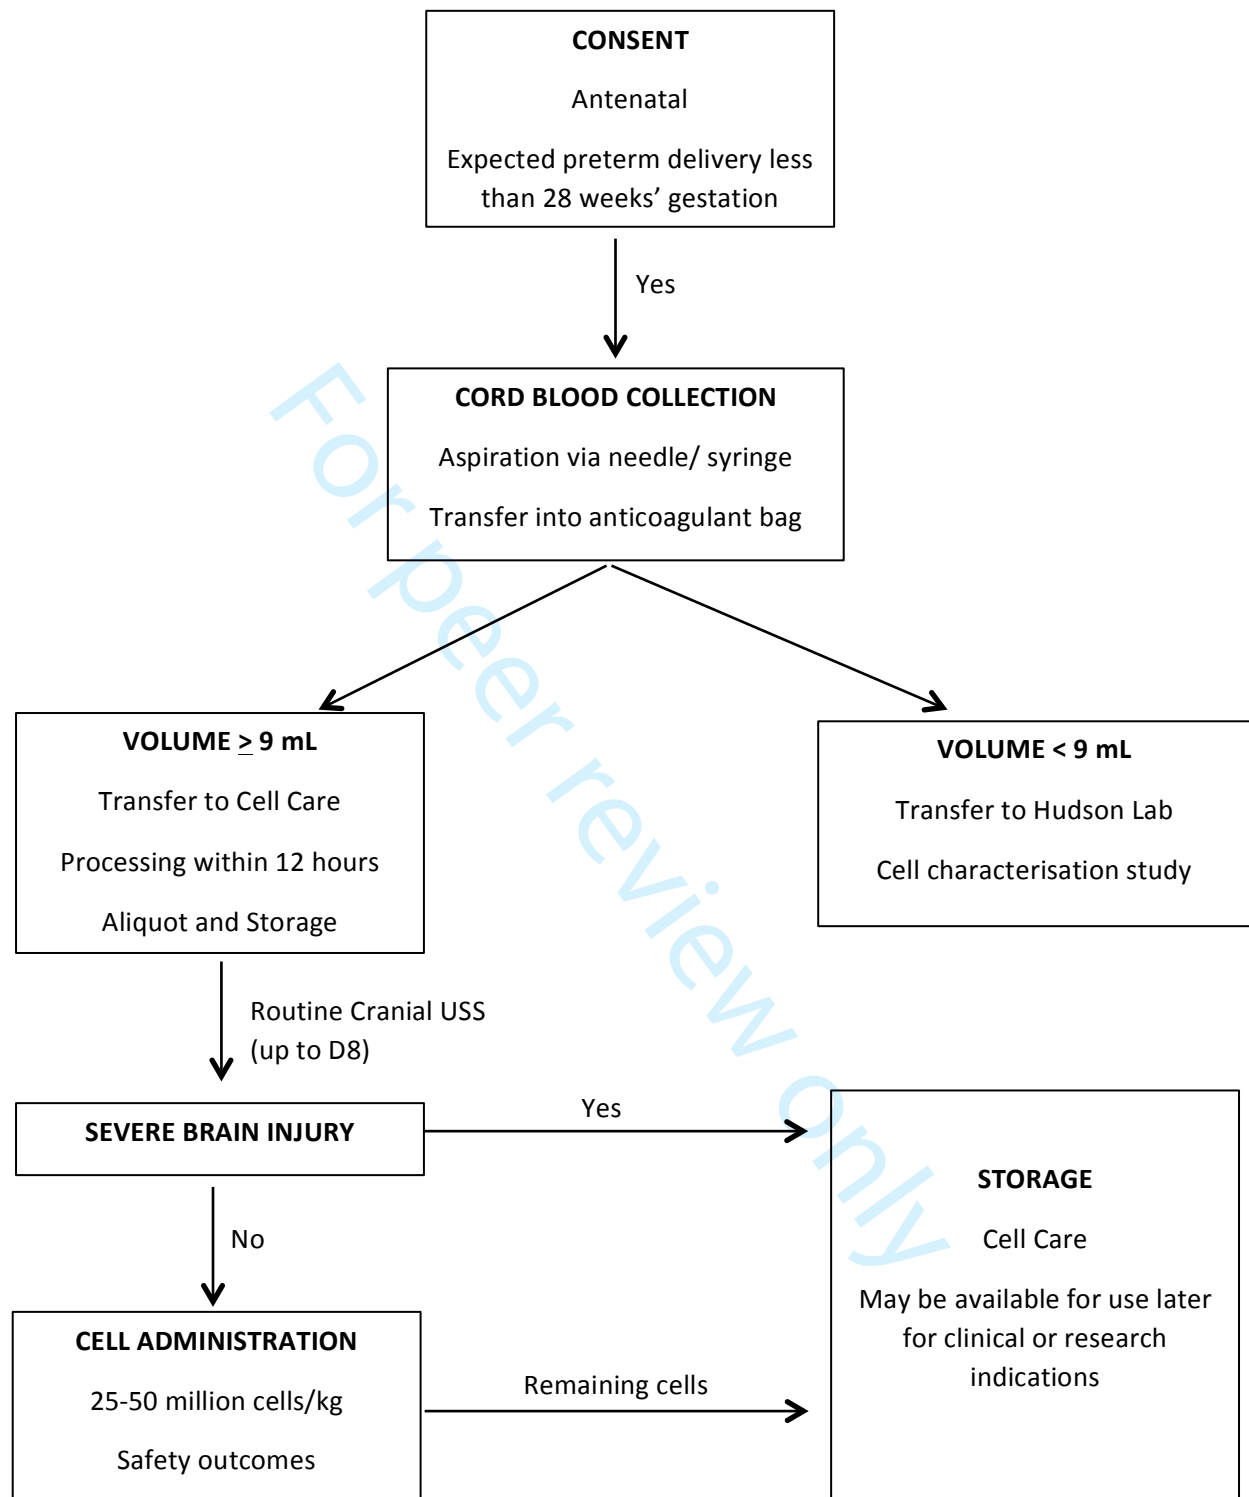 CONSENT
Antenatal
Expected preterm delivery less
than 28 weeks’ gestation
Yes
CORD BLOOD COLLECTION
Aspiration via needle/ syringe
Transfer into anticoagulant bag
VOLUME ≥ 9 mL
Transfer to Cell Care
Processing within 12 hours
Aliquot and Storage
VOLUME < 9 mL
Transfer to Hudson Lab
Cell characterisation study
Routine Cranial USS
(up to D8)
SEVERE BRAIN INJURY
Yes
No
STORAGE
Cell Care
May be available for use later
for clinical or research
indications
CELL ADMINISTRATION
25-50 million cells/kg
Safety outcomes
Remaining cells
For peer review only